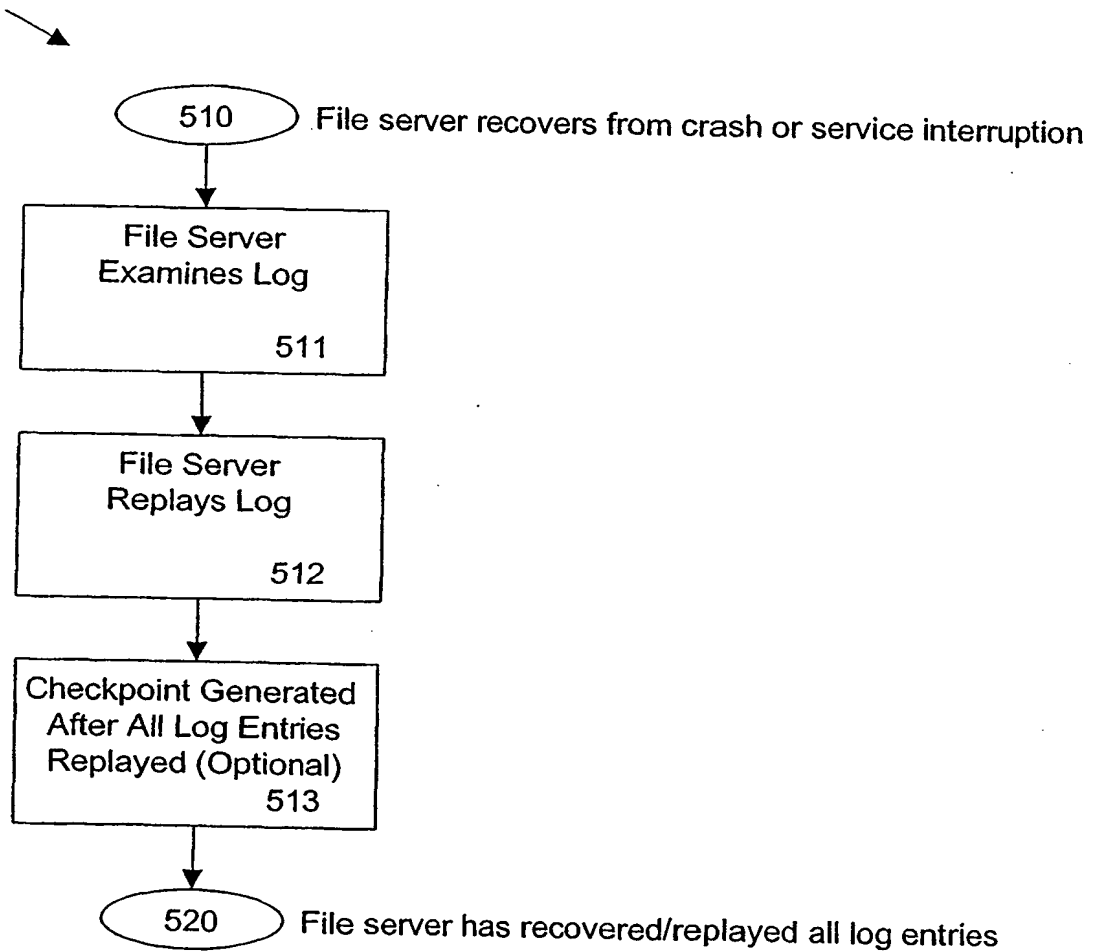 510 File server recovers from crash or service interruption
File Server
Examines Log
511
File Server
Replays Log
512
Checkpoint Generated
After All Log Entries
Replayed (Optional)
513
520 File server has recovered/replayed all log entries